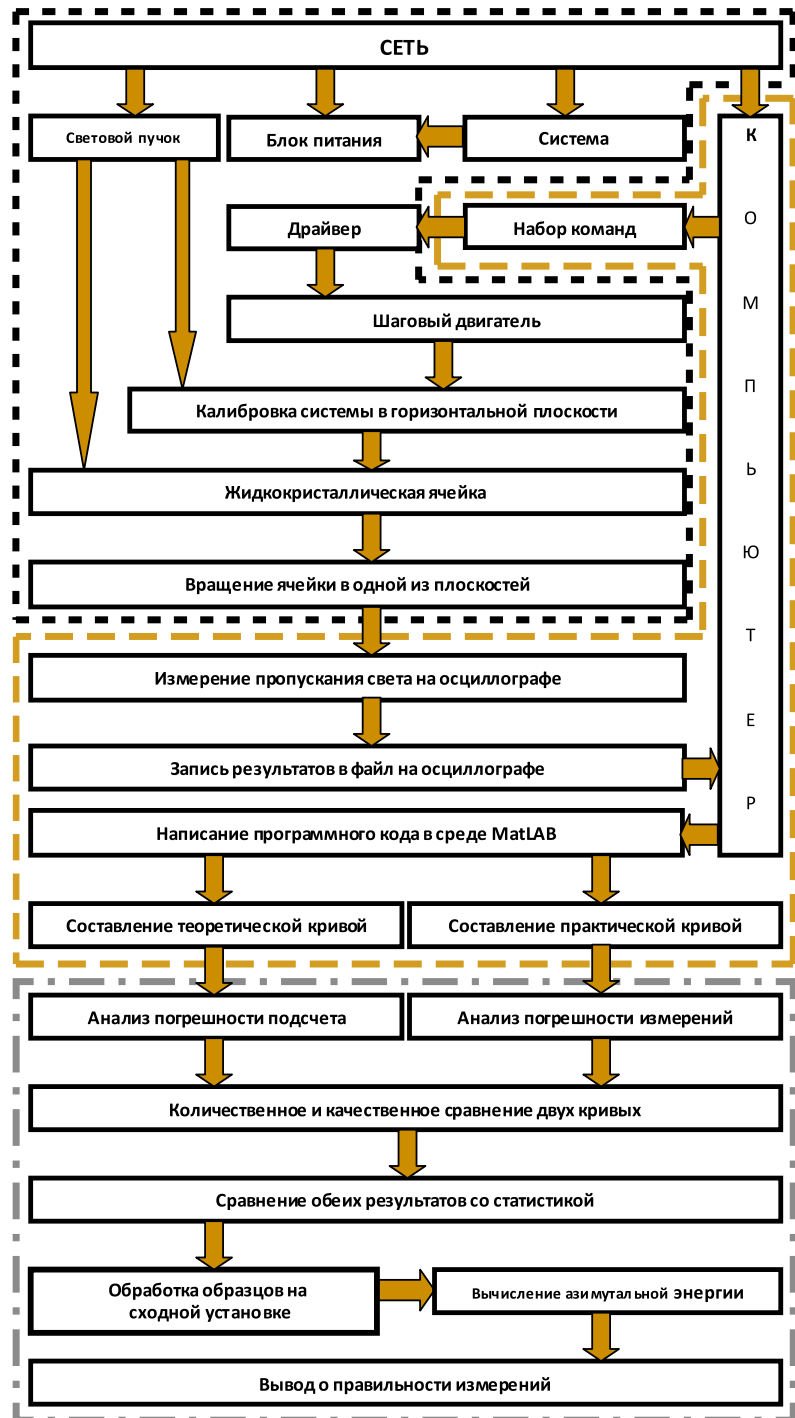 СЕТЬ
Световой пучок
Блок питания
Система
К
О
М
П
Ь
Ю
Т
Е
Р
Драйвер
Набор команд
Шаговый двигатель
Калибровка системы в горизонтальной плоскости
Жидкокристаллическая ячейка
Вращение ячейки в одной из плоскостей
Измерение пропускания света на осциллографе
Запись результатов в файл на осциллографе
Написание программного кода в среде MatLAB
Составление теоретической кривой
Составление практической кривой
Анализ погрешности подсчета
Анализ погрешности измерений
Количественное и качественное сравнение двух кривых
Сравнение обеих результатов со статистикой
Обработка образцов на
сходной установке
Вычисление азимутальной энергии
Вывод о правильности измерений